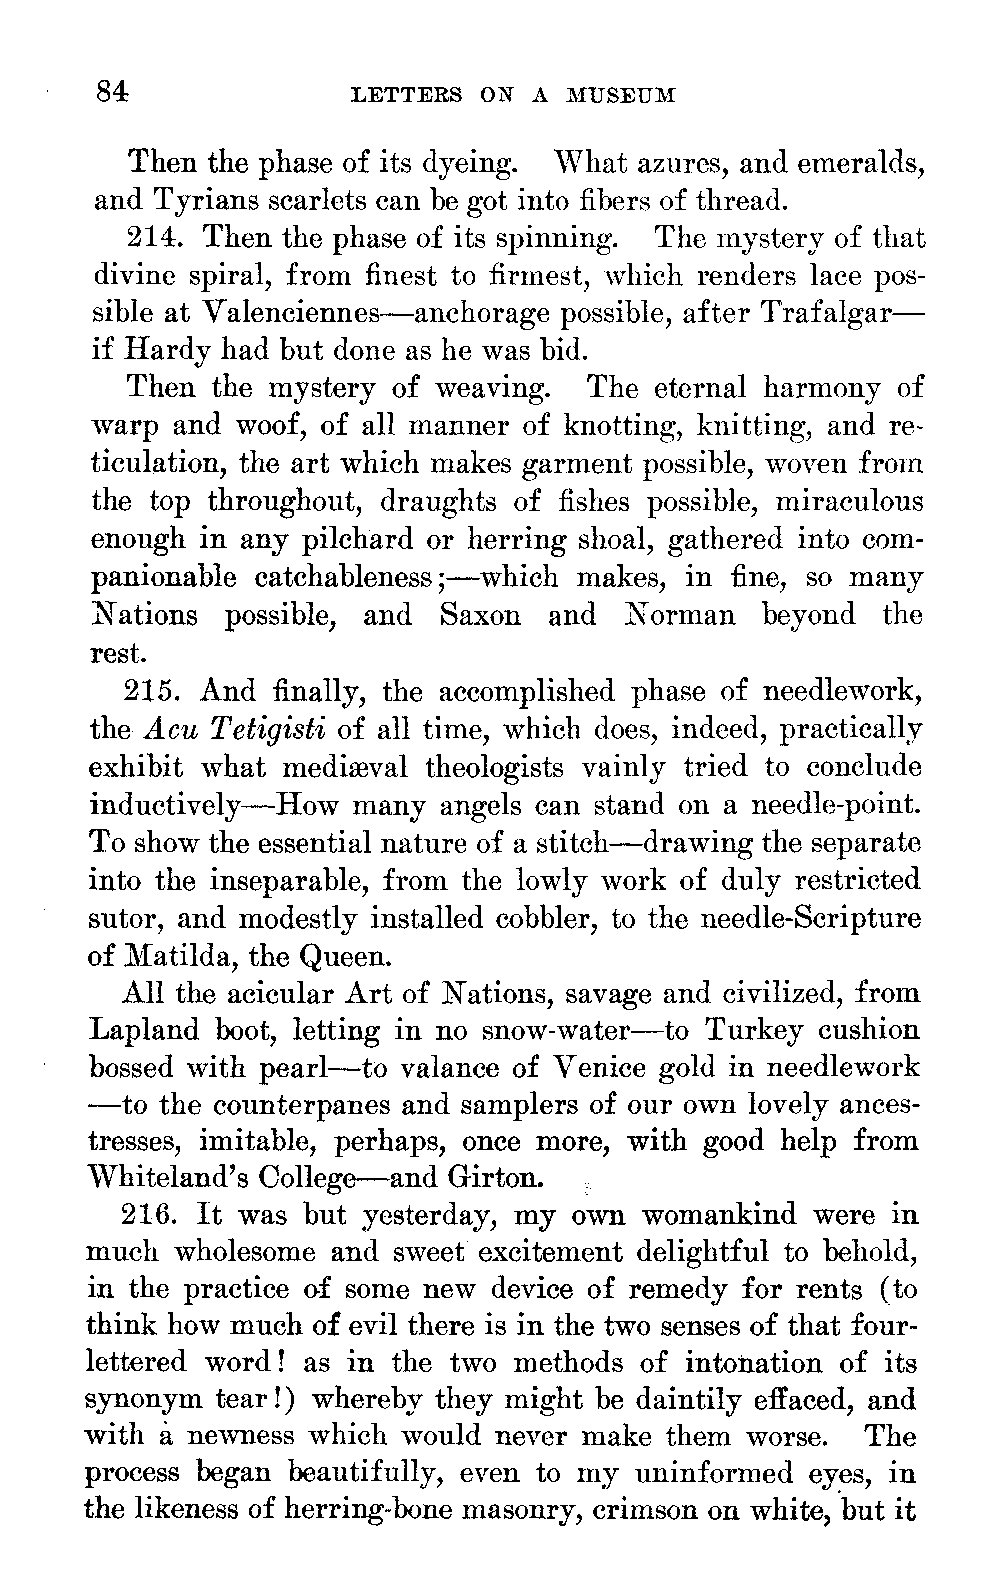 84 LETTERS ON A MUSEUM
Then the phase of its dyeing. What azures, and emeralds,
and Tyrians scarlets can be got into fibers of thread.
214. Then the phase of its spinning. The mystery of that
divine spiral, from finest to firmest, which renders lace pos-
sible at Valenciennes—anchorage possible, after Trafalgar—
if Hardy had but done as he was bid.
Then the mystery of weaving. The eternal harmony of
warp and woof, of all manner of knotting, knitting, and re-
ticulation, the art which makes garment possible, woven from
the top throughout, draughts of fishes possible, miraculous
enough in any pilchard or herring shoal, gathered into com-
panionable catchableness;—which makes, in fine, so many
Nations possible, and Saxon and Norman beyond the
rest.
215. And finally, the accomplished phase of needlework,
the Acu Tetigisti of all time, which does, indeed, practically
exhibit what mediæval theologists vainly tried to conclude
inductively—How many angels can stand on a needle-point.
To show the essential nature of a stitch—drawing the separate
into the inseparable, from the lowly work of duly restricted
sutor, and modestly installed cobbler, to the needle-Scripture
of Matilda, the Queen.
All the acicular Art of Nations, savage and civilized, from
Lapland boot, letting in no snow-water—to Turkey cushion
bossed with pearl—to valance of Venice gold in needlework
—to the counterpanes and samplers of our own lovely ances-
tresses, imitable, perhaps, once more, with good help from
Whiteland's College—and Girton.
216. It was but yesterday, my own womankind were in
much wholesome and sweet excitement delightful to behold,
in the practice of some new device of remedy for rents (to
think how much of evil there is in the two senses of that four-
lettered word! as in the two methods of intonation of its
synonym tear!) whereby they might be daintily effaced, and
with a newness which would never make them worse. The
process began beautifully, even to my uninformed eyes, in
the likeness of herring-bone masonry, crimson on white, but it